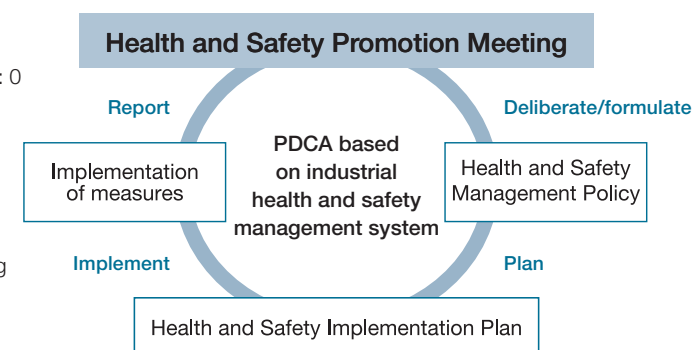 Health and Safety Promotion Meeting
: 0
Report
Deliberate/formulate
PDCA based
on industrial
health and safety
management system
Implementation
of measures
Health and Safety
Management Policy
g
Implement
Plan
Health and Safety Implementation Plan